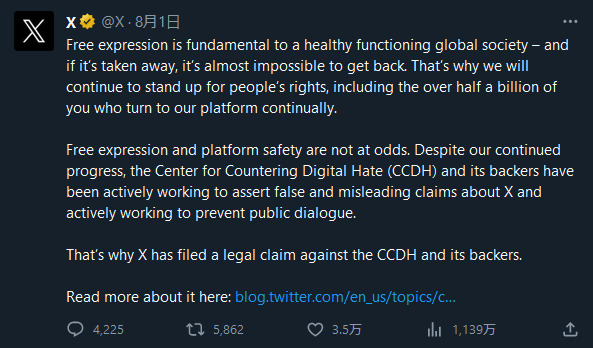 X @X · 8月1日
Free expression is fundamental to a healthy functioning global society – and
if it's taken away, it's almost impossible to get back. That's why we will
continue to stand up for people's rights, including the over half a billion of
you who turn to our platform continually.
Free expression and platform safety are not at odds. Despite our continued
progress, the Center for Countering Digital Hate (CCDH) and its backers have
been actively working to assert false and misleading claims about X and
actively working to prevent public dialogue.
That's why X has filed a legal claim against the CCDH and its backers.
Read more about it here: blog.twitter.com/en_us/topics/c...
4,225 5,862 3.5万 1,139万